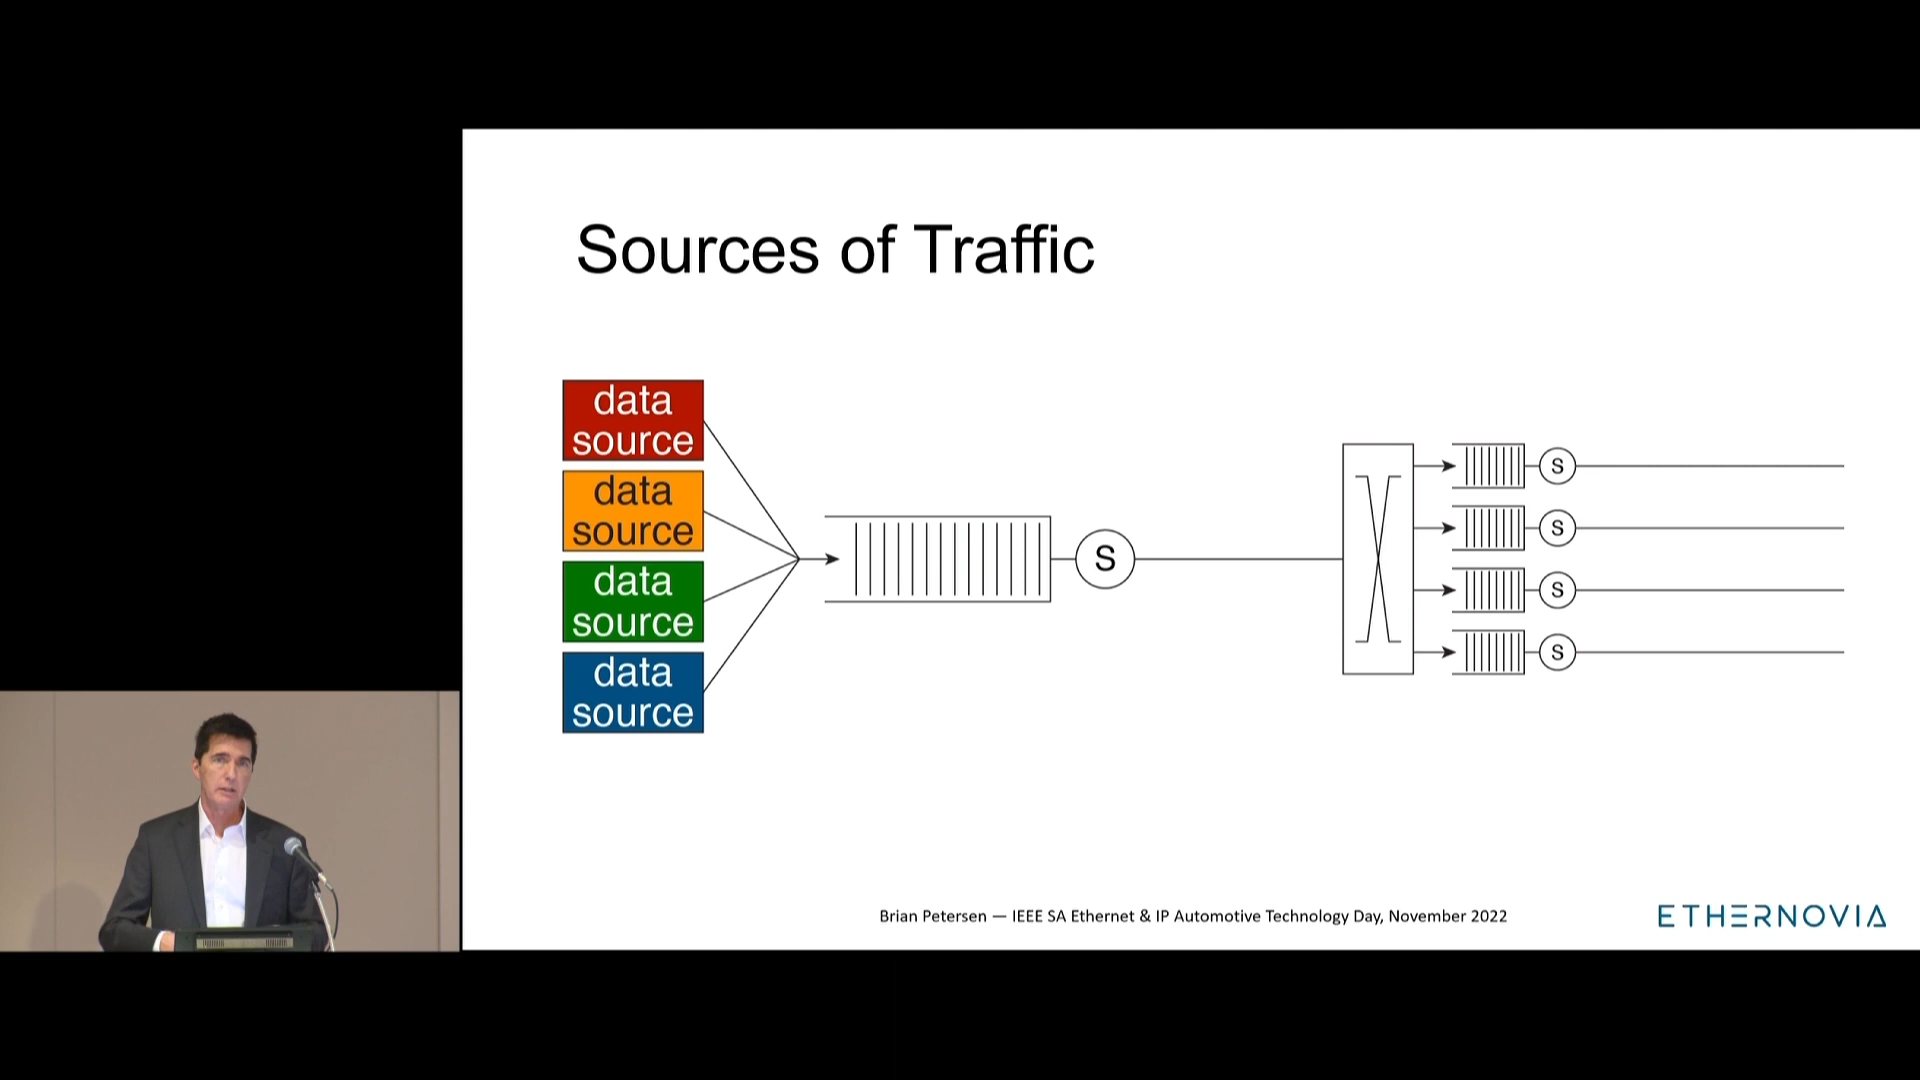 Sources of Traffic
data
source
data
source
data
source
data
source
S
S
S
S
S
Brian Petersen — IEEE SA Ethernet & IP Automotive Technology Day, November 2022
ETHERNOVIA